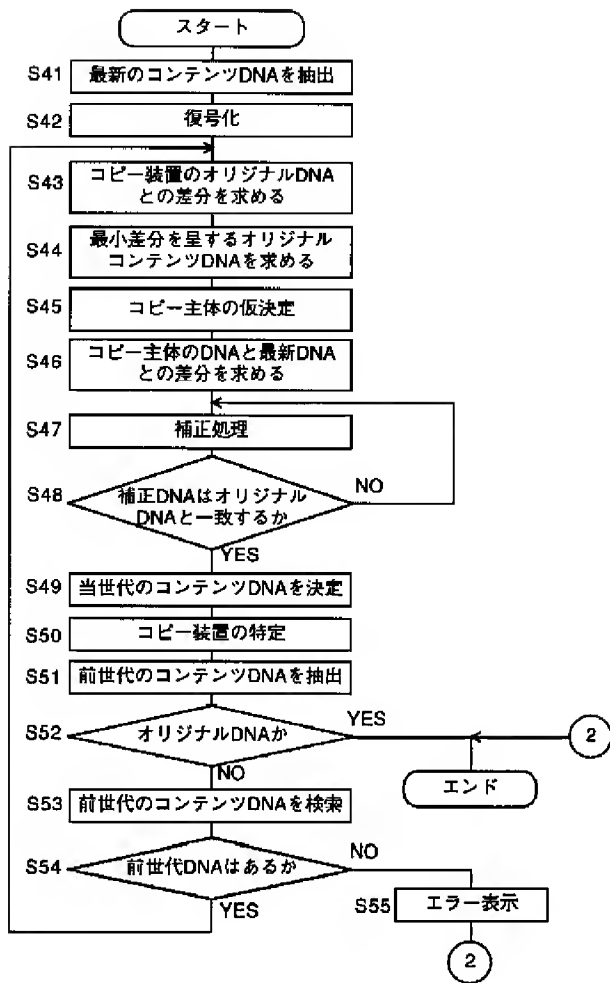 スタート
S41
最新のコンテンツDNAを抽出
S42
復号化
S43
コピー装置のオリジナルDNA
との差分を求める
S44
最小差分を呈するオリジナル
コンテンツDNAを求める
S45
コピー主体の仮決定
S46
コピー主体のDNAと最新DNA
との差分を求める
S47
補正処理
S48
補正DNAはオリジナル
DNAと一致するか
NO
YES
S49
当世代のコンテンツDNAを決定
S50
コピー装置の特定
S51
前世代のコンテンツDNAを抽出
S52
オリジナルDNAか
YES
2
NO
エンド
S53
前世代のコンテンツDNAを検索
S54
前世代DNAはあるか
NO
YES
S55
エラー表示
2